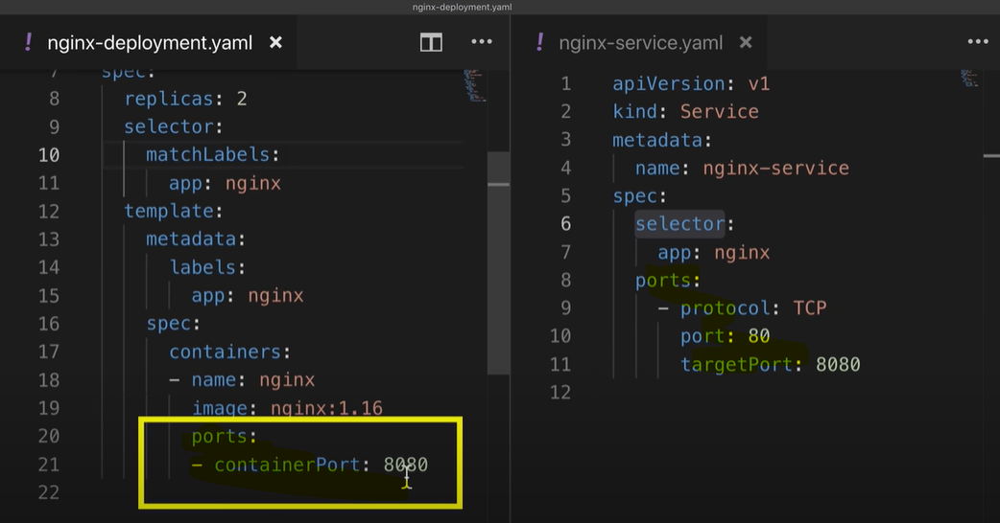 nginx-deployment.yaml
! nginx-deployment.yaml ×
7 spec:
8 replicas: 2
9 selector:
10 matchLabels:
11 app: nginx
12 template:
13 metadata:
14 labels:
15 app: nginx
16 spec:
17 containers:
18 - name: nginx
19 image: nginx:1.16
20 ports:
21 - containerPort: 8080
22
! nginx-service.yaml ×
1 apiVersion: v1
2 kind: Service
3 metadata:
4 name: nginx-service
5 spec:
6 selector:
7 app: nginx
8 ports:
9 - protocol: TCP
10 port: 80
11 targetPort: 8080
12